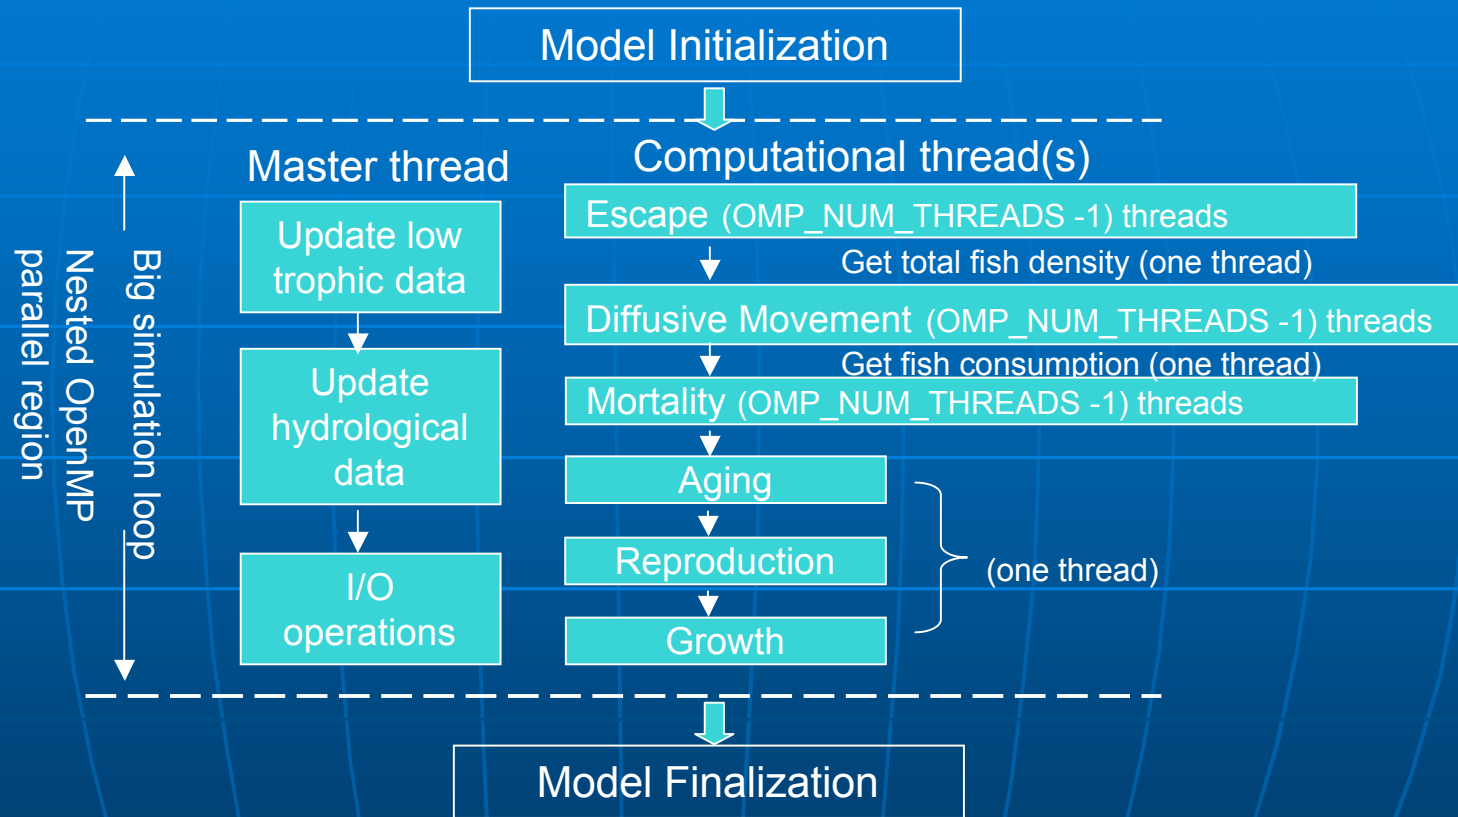 Model Initialization
Big simulation loop
Nested OpenMP
parallel region
Master thread
Update low
trophic data
Update
hydrological
data
I/O
operations
Computational thread(s)
Escape (OMP_NUM_THREADS -1) threads
Get total fish density (one thread)
Diffusive Movement (OMP_NUM_THREADS -1) threads
Get fish consumption (one thread)
Mortality (OMP_NUM_THREADS -1) threads
Aging
Reproduction
Growth
(one thread)
Model Finalization